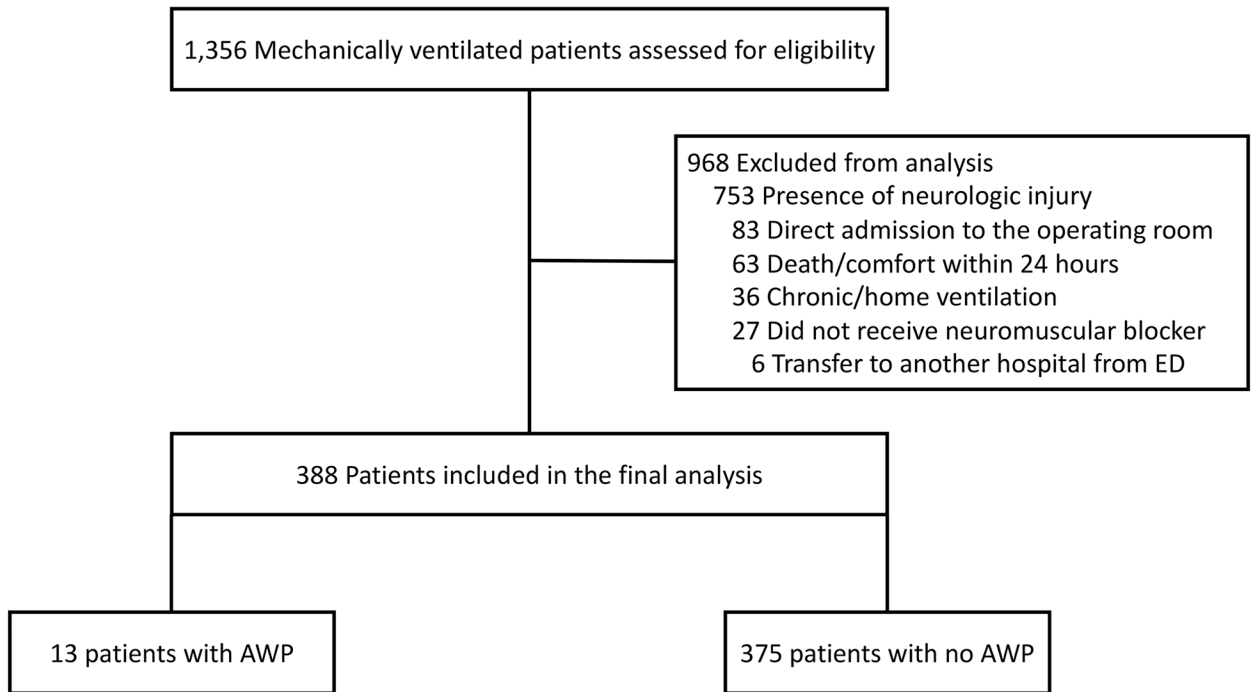 1,356 Mechanically ventilated patients assessed for eligibility
968 Excluded from analysis
753 Presence of neurologic injury
83 Direct admission to the operating room
63 Death/comfort within 24 hours
36 Chronic/home ventilation
27 Did not receive neuromuscular blocker
6 Transfer to another hospital from ED
388 Patients included in the final analysis
13 patients with AWP
375 patients with no AWP